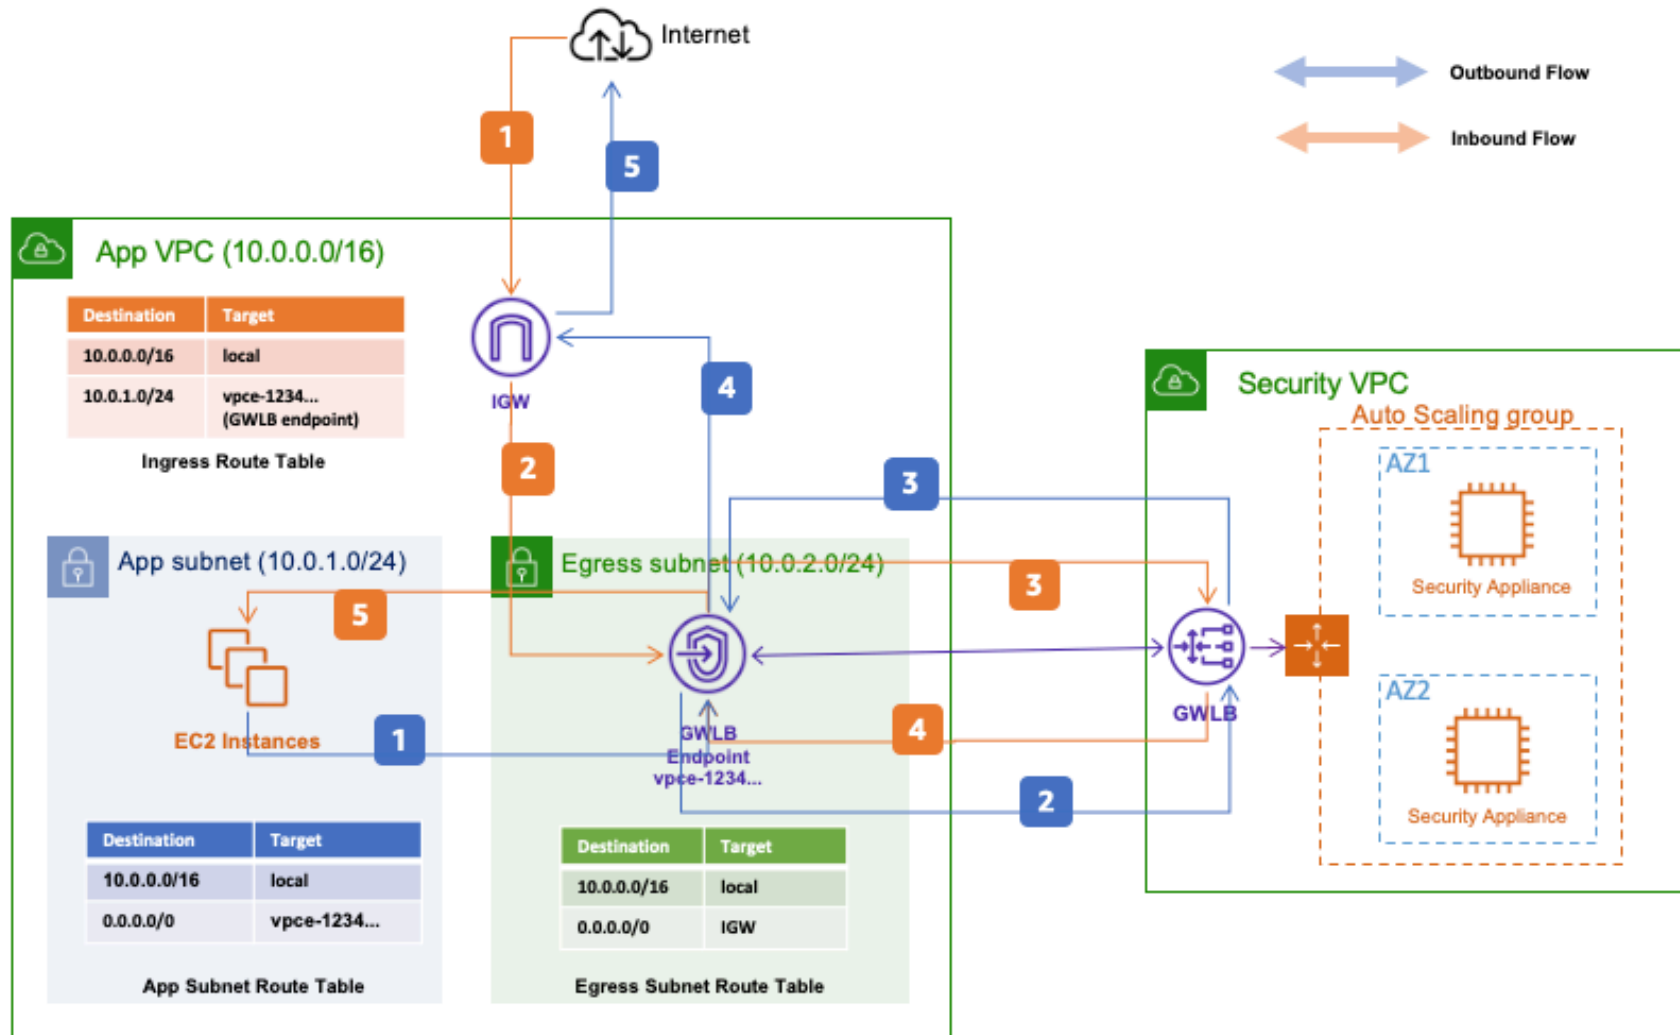 Internet
Outbound Flow
Inbound Flow
1
5
App VPC (10.0.0.0/16)
Destination Target
10.0.0.0/16 local
10.0.1.0/24 vpce-1234...
(GWLB endpoint)
Ingress Route Table
IGW
4
2
3
Security VPC
Auto Scaling group
AZ1
Security Appliance
App subnet (10.0.1.0/24)
Egress subnet (10.0.2.0/24)
3
5
EC2 Instances
1
GWLB
Endpoint
vpce-1234...
4
GWLB
2
AZ2
Security Appliance
Destination Target
10.0.0.0/16 local
0.0.0.0/0 vpce-1234...
App Subnet Route Table
Destination Target
10.0.0.0/16 local
0.0.0.0/0 IGW
Egress Subnet Route Table